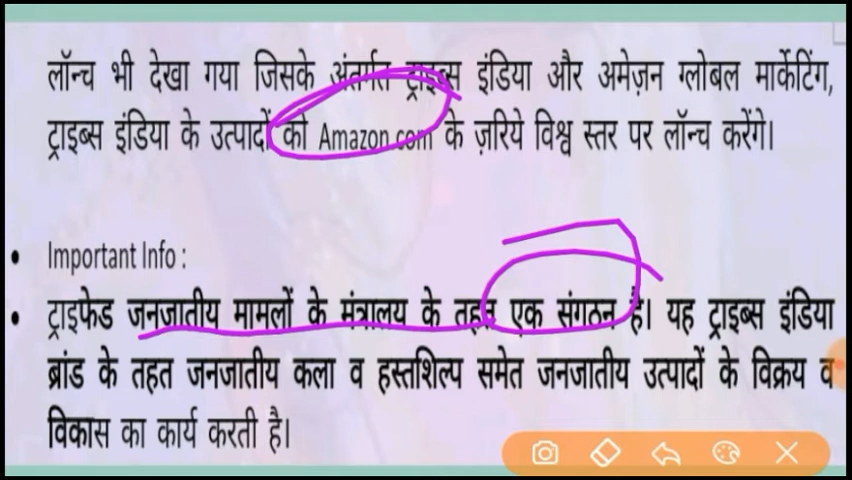 लॉन्च भी देखा गया जिसके अंतर्गत ट्राइब्स इंडिया और अमेज़न ग्लोबल मार्केटिंग,
ट्राइब्स इंडिया के उत्पादों को Amazon.com के ज़रिये विश्व स्तर पर लॉन्च करेंगे।
• Important Info :
• ट्राइफेड जनजातीय मामलों के मंत्रालय के तहत एक संगठन है। यह ट्राइब्स इंडिया
ब्रांड के तहत जनजातीय कला व हस्तशिल्प समेत जनजातीय उत्पादों के विक्रय व
विकास का कार्य करती है।